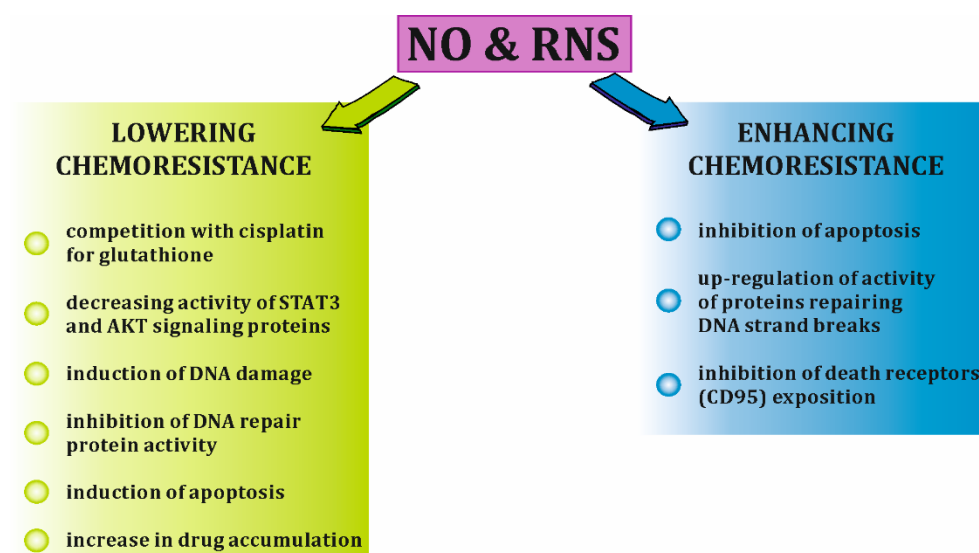 NO & RNS
LOWERING
CHEMORESISTANCE
competition with cisplatin
for glutathione
decreasing activity of STAT3
and AKT signaling proteins
induction of DNA damage
inhibition of DNA repair
protein activity
induction of apoptosis
increase in drug accumulation
ENHANCING
CHEMORESISTANCE
inhibition of apoptosis
up-regulation of activity
of proteins repairing
DNA strand breaks
inhibition of death receptors
(CD95) exposition